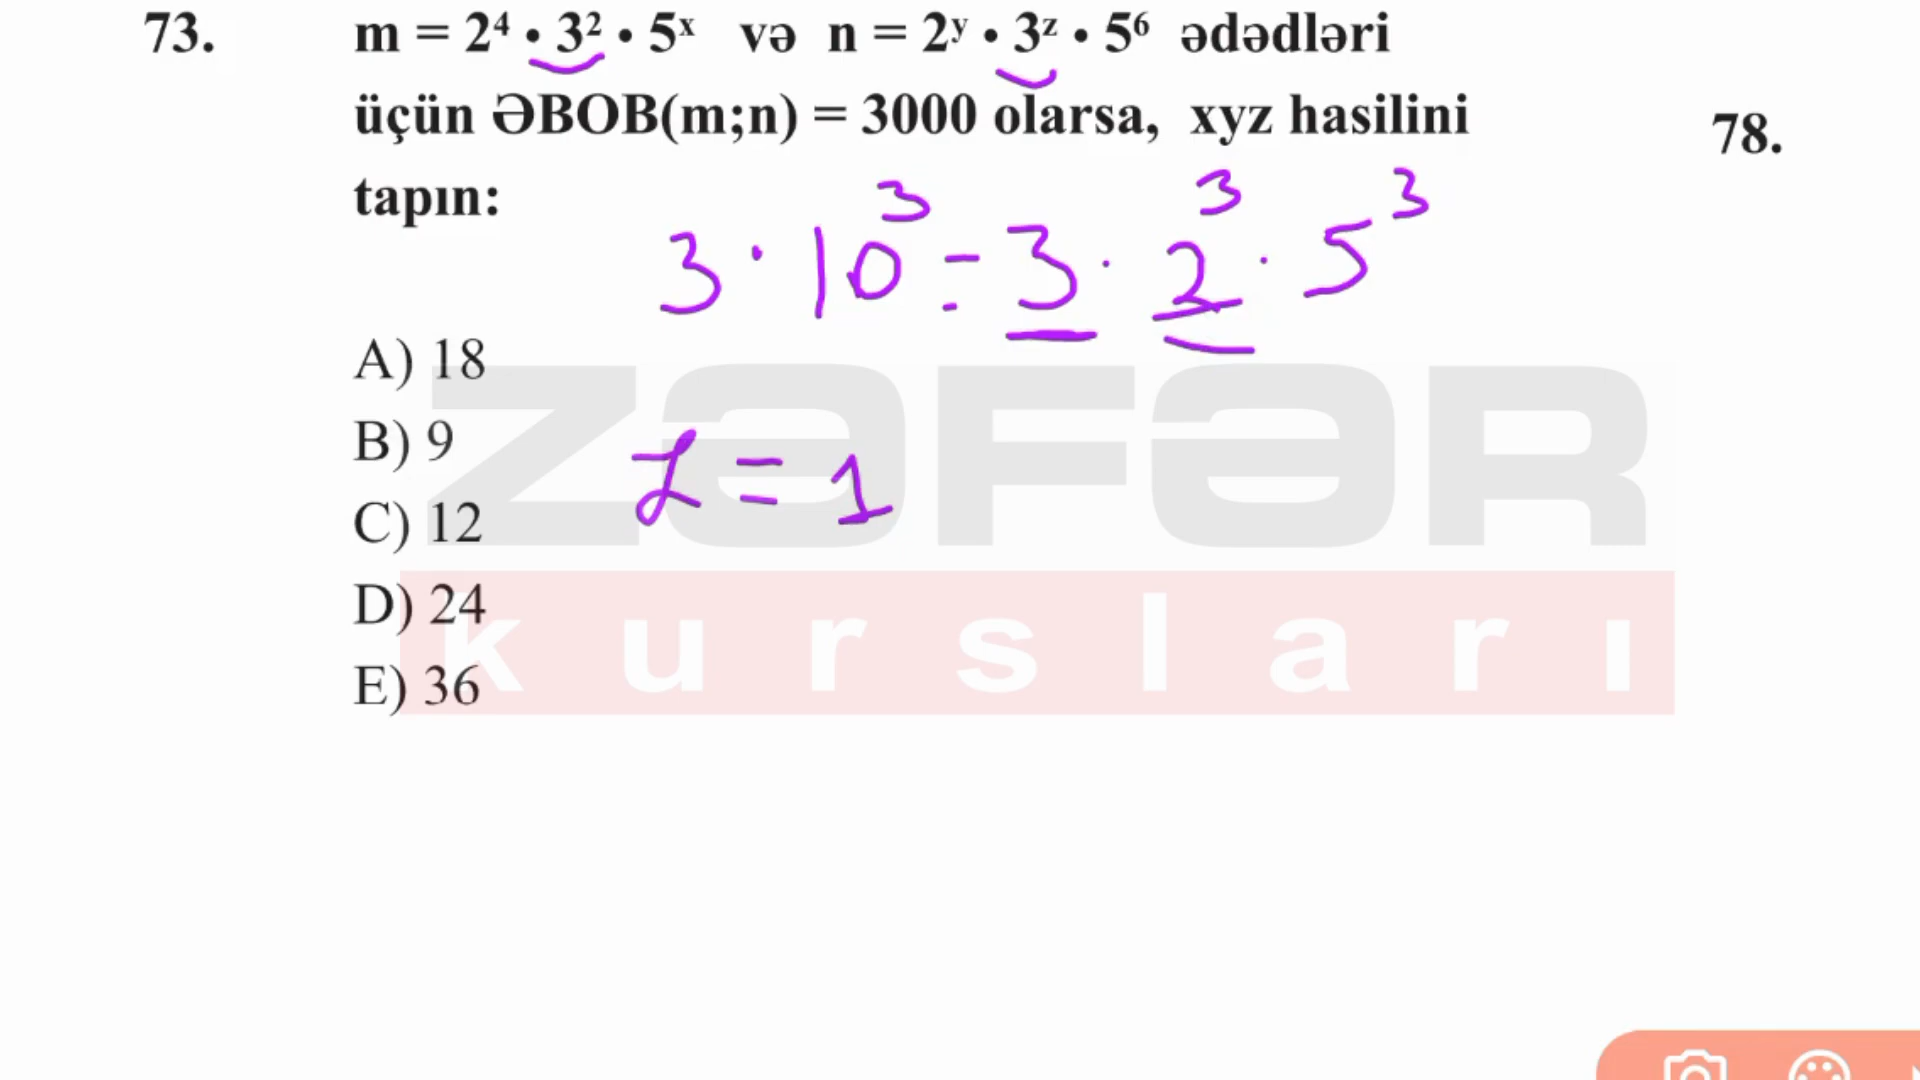 73. m = 2⁴ • 3² • 5ˣ və n = 2ʸ • 3ᶻ • 5⁶ ədədləri
üçün ƏBOB(m;n) = 3000 olarsa, xyz hasilini
78.
tapın:
3 · 10³ = 3 · 2³ · 5³
A) 18
B) 9
z = 1
C) 12
D) 24
E) 36
ZƏFƏR
kursları